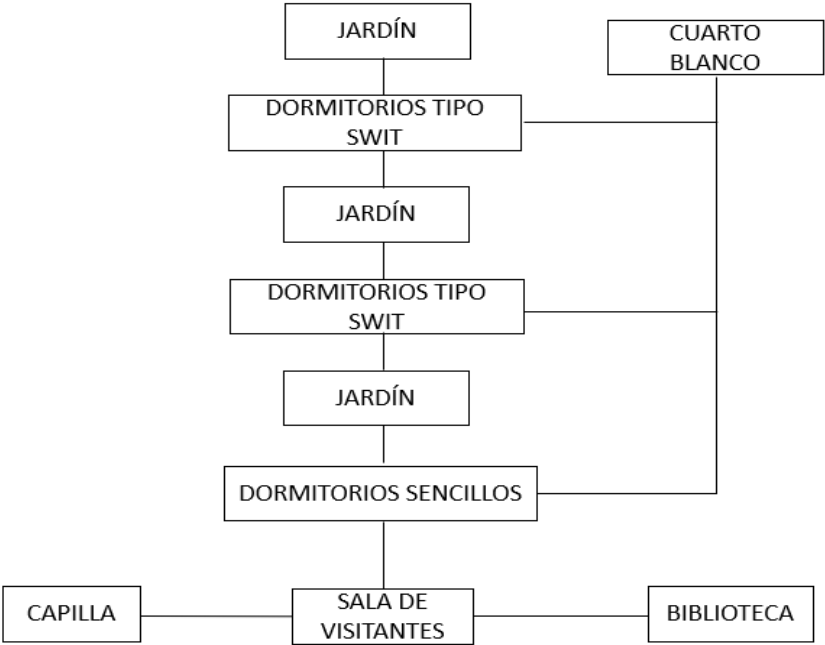 JARDÍN
CUARTO
BLANCO
DORMITORIOS TIPO
SWIT
JARDÍN
DORMITORIOS TIPO
SWIT
JARDÍN
DORMITORIOS SENCILLOS
CAPILLA
SALA DE
VISITANTES
BIBLIOTECA